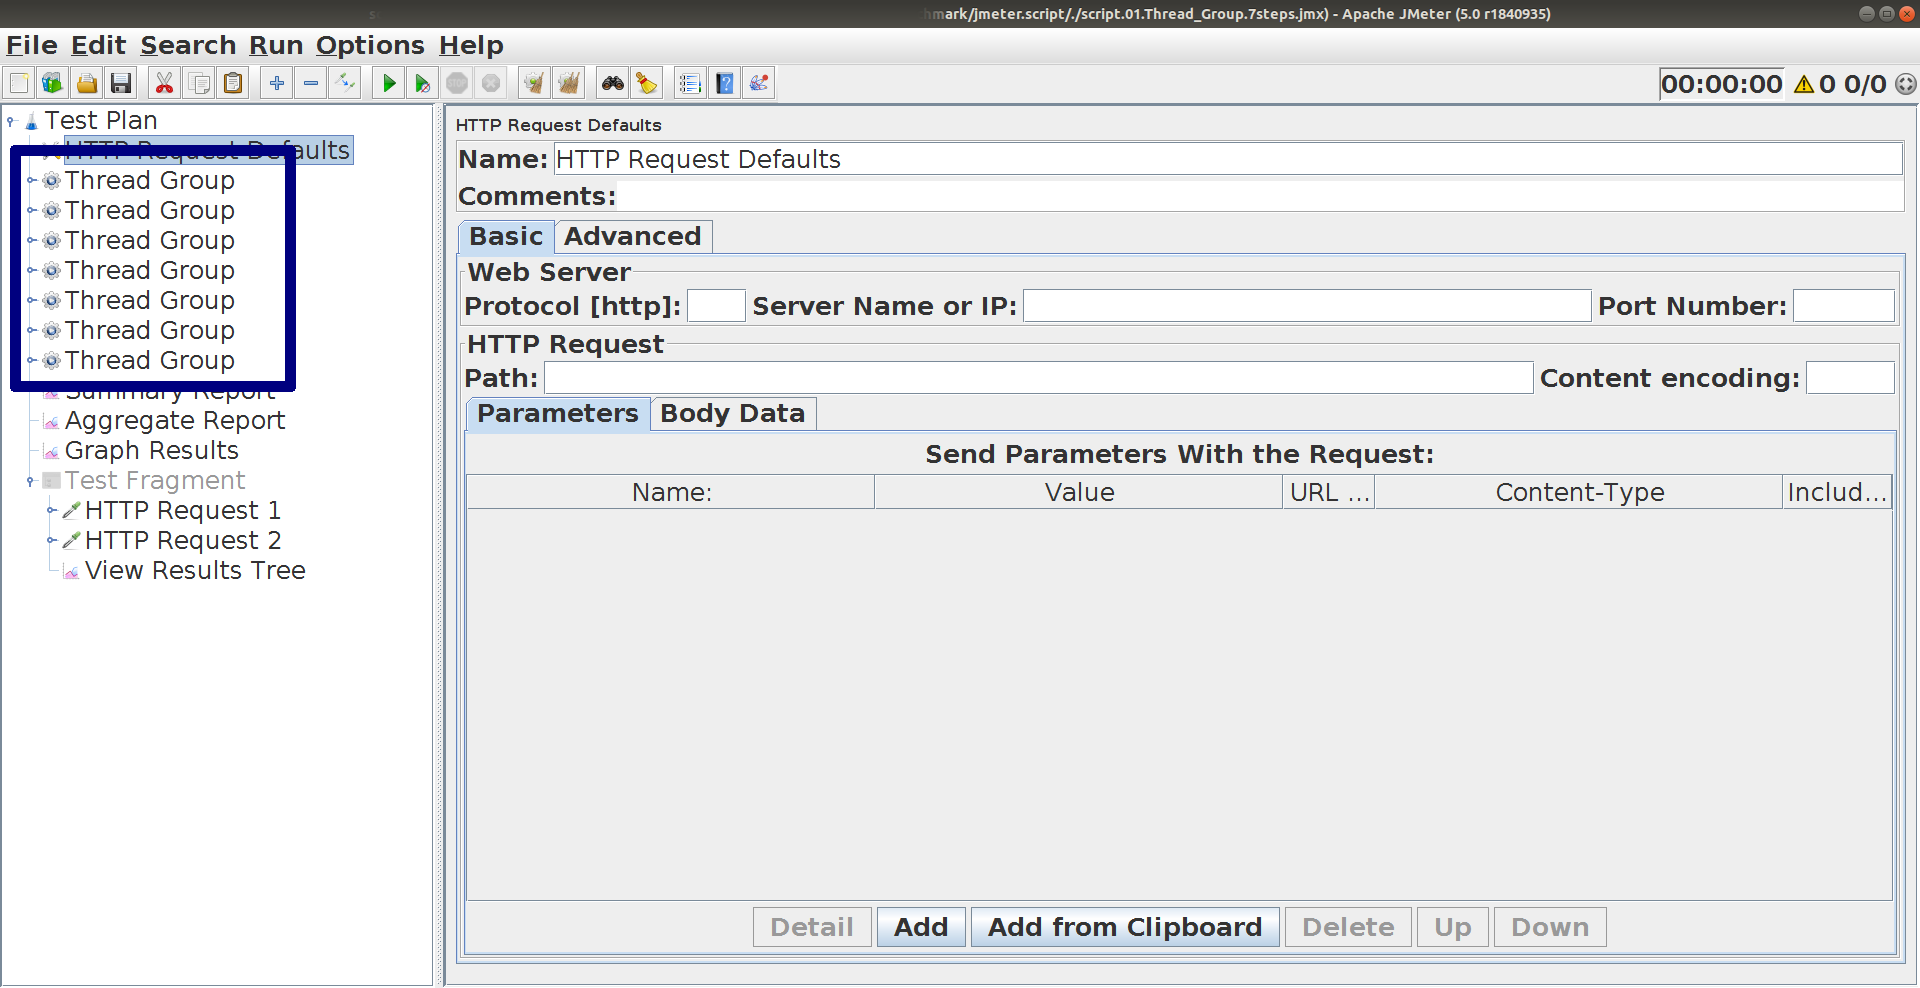 hmark/jmeter.script/./script.01.Thread_Group.7steps.jmx) - Apache JMeter (5.0 r1840935)
File Edit Search Run Options Help
STOP
00:00:00 0 0/0
Test Plan
HTTP Request Defaults
Thread Group
Thread Group
Thread Group
Thread Group
Thread Group
Thread Group
Thread Group
Summary Report
Aggregate Report
Graph Results
Test Fragment
HTTP Request 1
HTTP Request 2
View Results Tree
HTTP Request Defaults
Name: HTTP Request Defaults
Comments:
Basic Advanced
Web Server
Protocol [http]: Server Name or IP: Port Number:
HTTP Request
Path: Content encoding:
Parameters Body Data
Send Parameters With the Request:
Name: Value URL ... Content-Type Includ...
Detail Add Add from Clipboard Delete Up Down